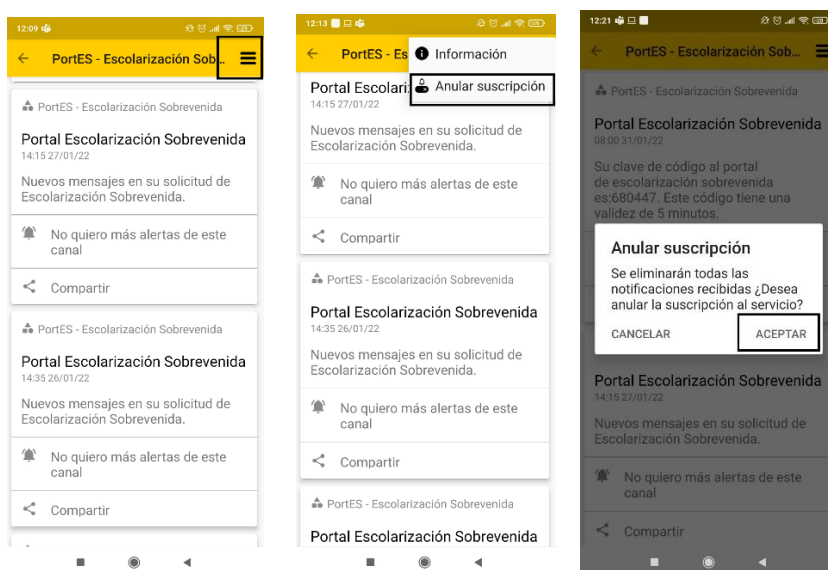 12:09
PortES - Escolarización Sob...
PortES - Escolarización Sobrevenida
Portal Escolarización Sobrevenida
14:15 27/01/22
Nuevos mensajes en su solicitud de
Escolarización Sobrevenida.
No quiero más alertas de este
canal
Compartir
PortES - Escolarización Sobrevenida
Portal Escolarización Sobrevenida
14:35 26/01/22
Nuevos mensajes en su solicitud de
Escolarización Sobrevenida.
No quiero más alertas de este
canal
Compartir
12:13
PortES - Es
Información
Anular suscripción
Portal Escolari
14:15 27/01/22
Nuevos mensajes en su solicitud de
Escolarización Sobrevenida.
No quiero más alertas de este
canal
Compartir
PortES - Escolarización Sobrevenida
Portal Escolarización Sobrevenida
14:35 26/01/22
Nuevos mensajes en su solicitud de
Escolarización Sobrevenida.
No quiero más alertas de este
canal
Compartir
PortES - Escolarización Sobrevenida
Portal Escolarización Sobrevenida
12:21
PortES - Escolarización Sob...
PortES - Escolarización Sobrevenida
Portal Escolarización Sobrevenida
08:00 31/01/22
Su clave de código al portal
de escolarización sobrevenida
es:680447. Este código tiene una
validez de 5 minutos.
Anular suscripción
Se eliminarán todas las
notificaciones recibidas ¿Desea
anular la suscripción al servicio?
CANCELAR
ACEPTAR
Portal Escolarización Sobrevenida
14:15 27/01/22
Nuevos mensajes en su solicitud de
Escolarización Sobrevenida.
No quiero más alertas de este
canal
Compartir